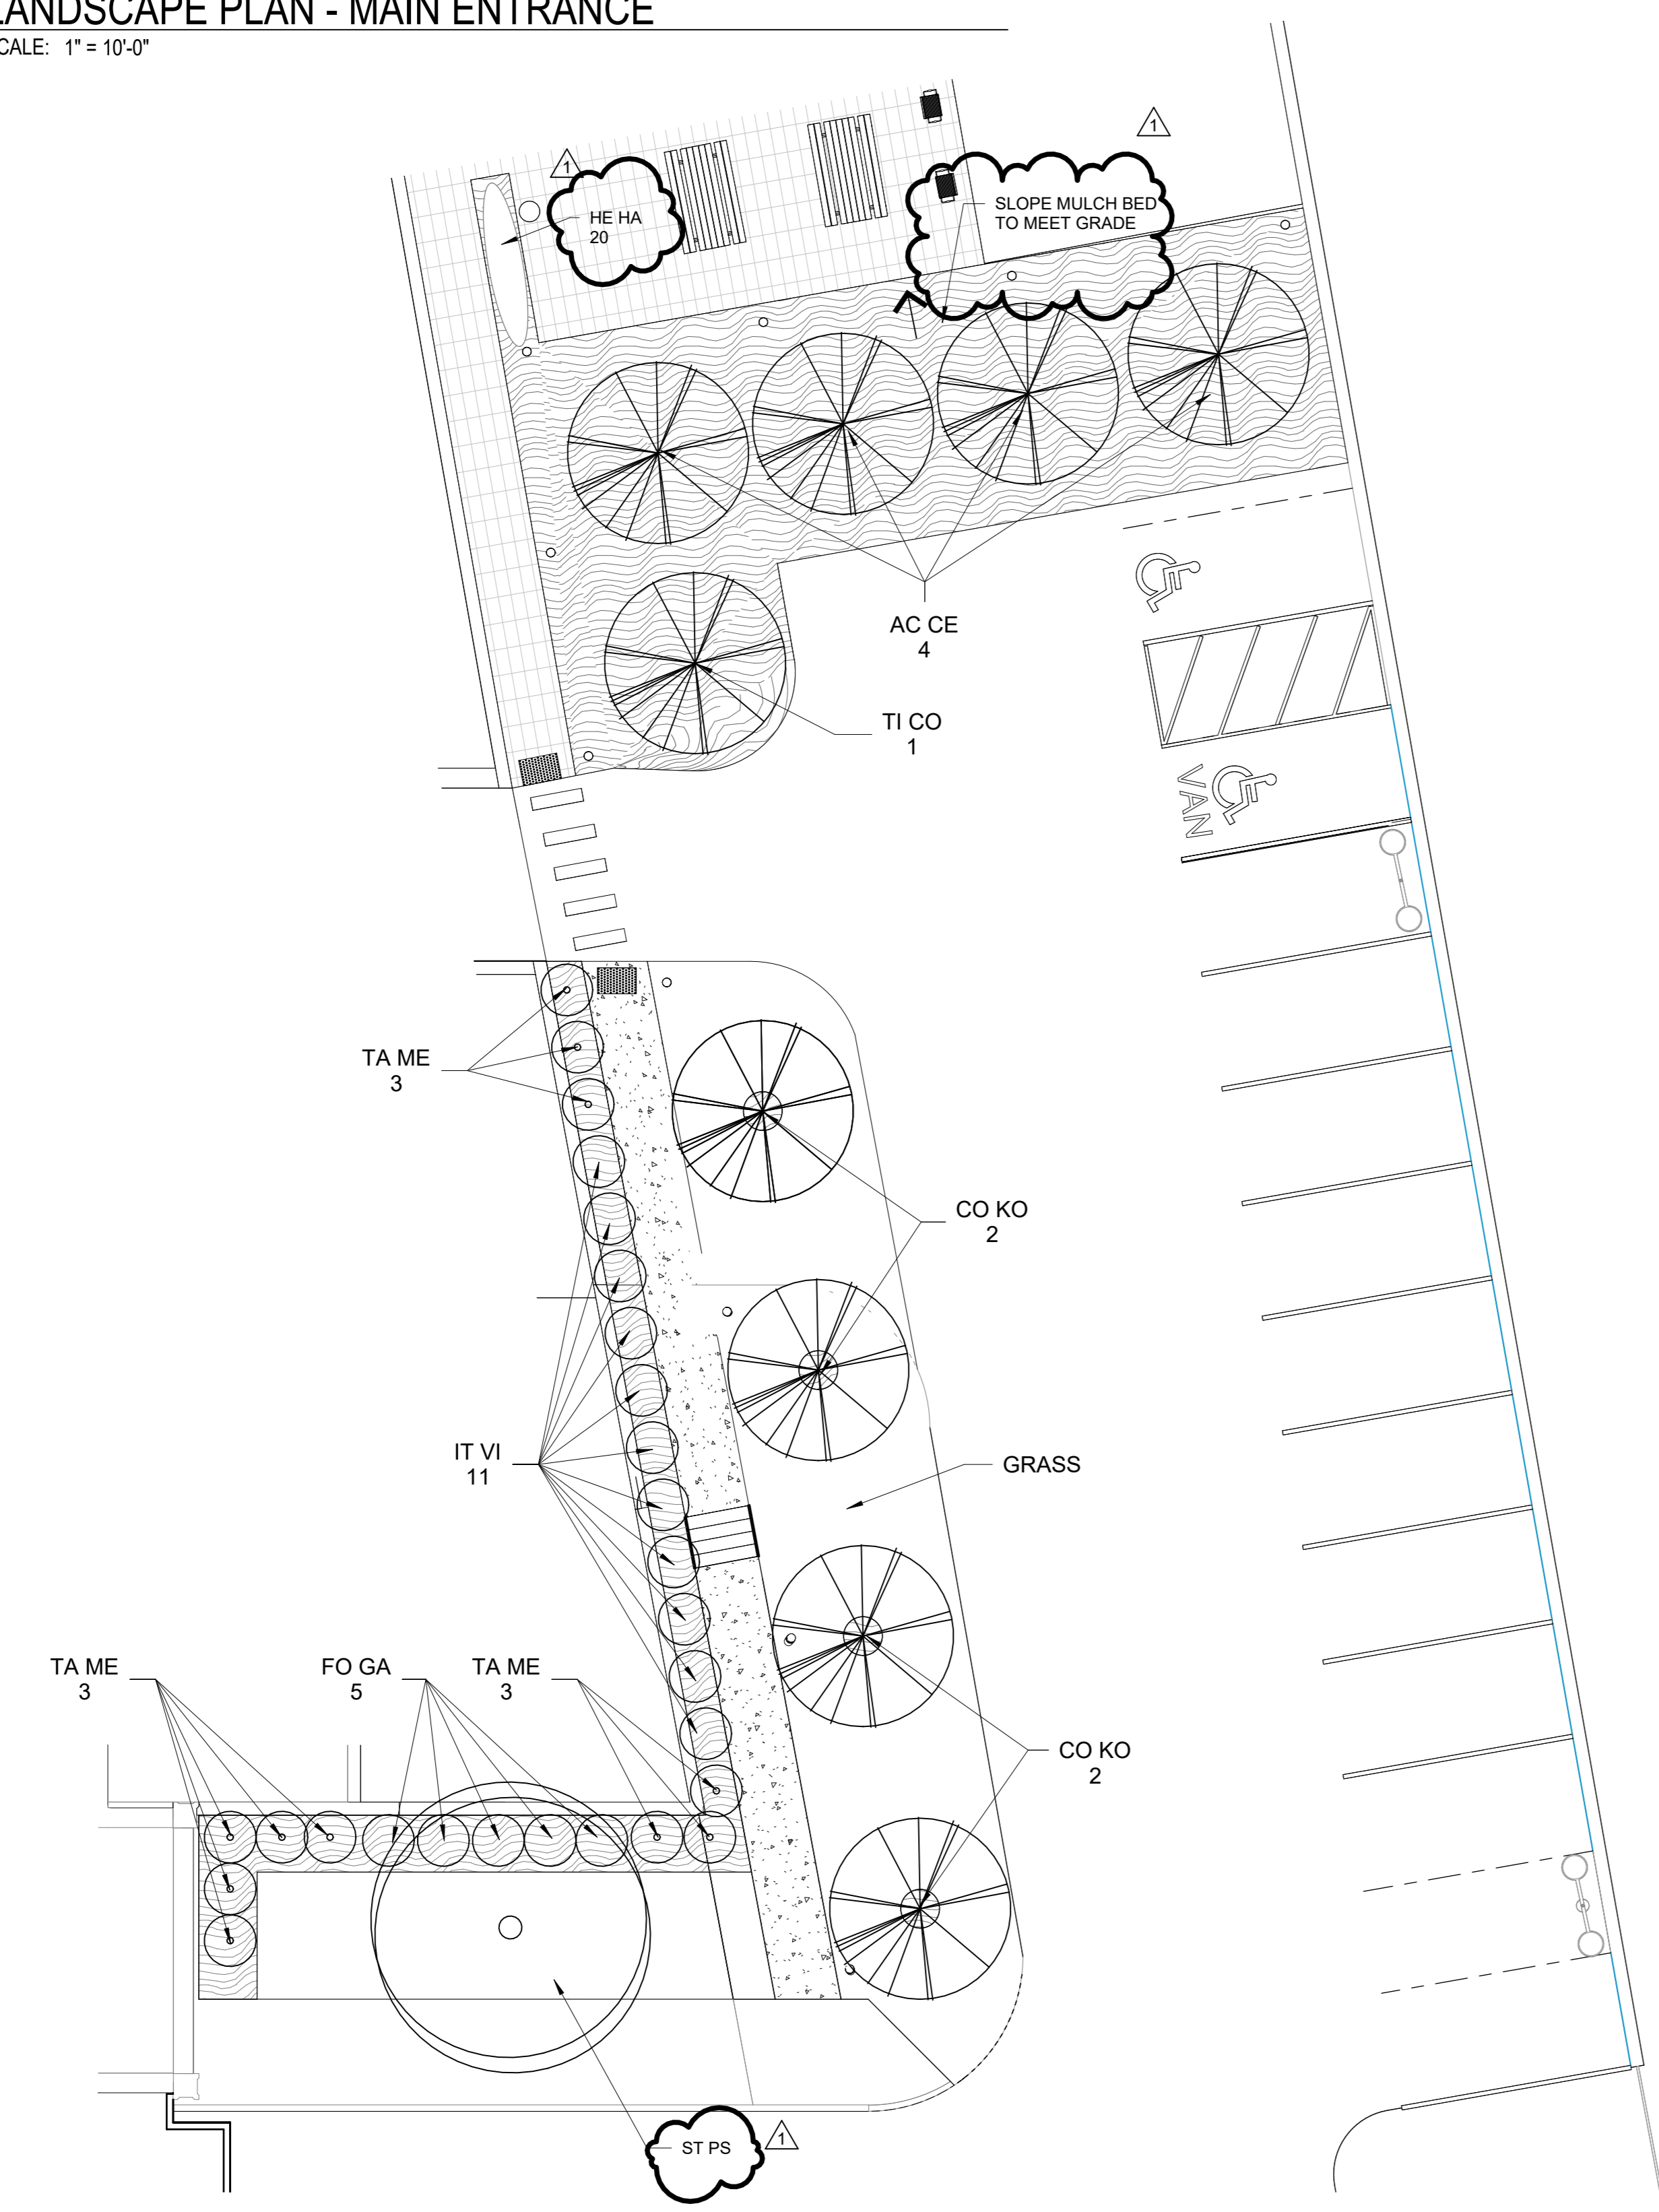 LANDSCAPE PLAN - MAIN ENTRANCE
SCALE: 1" = 10'-0"
1
1
HE HA
20
SLOPE MULCH BED
TO MEET GRADE
AC CE
4
TI CO
1
VAN
TA ME
3
CO KO
2
IT VI
11
GRASS
TA ME
3
FO GA
5
TA ME
3
CO KO
2
ST PS
1